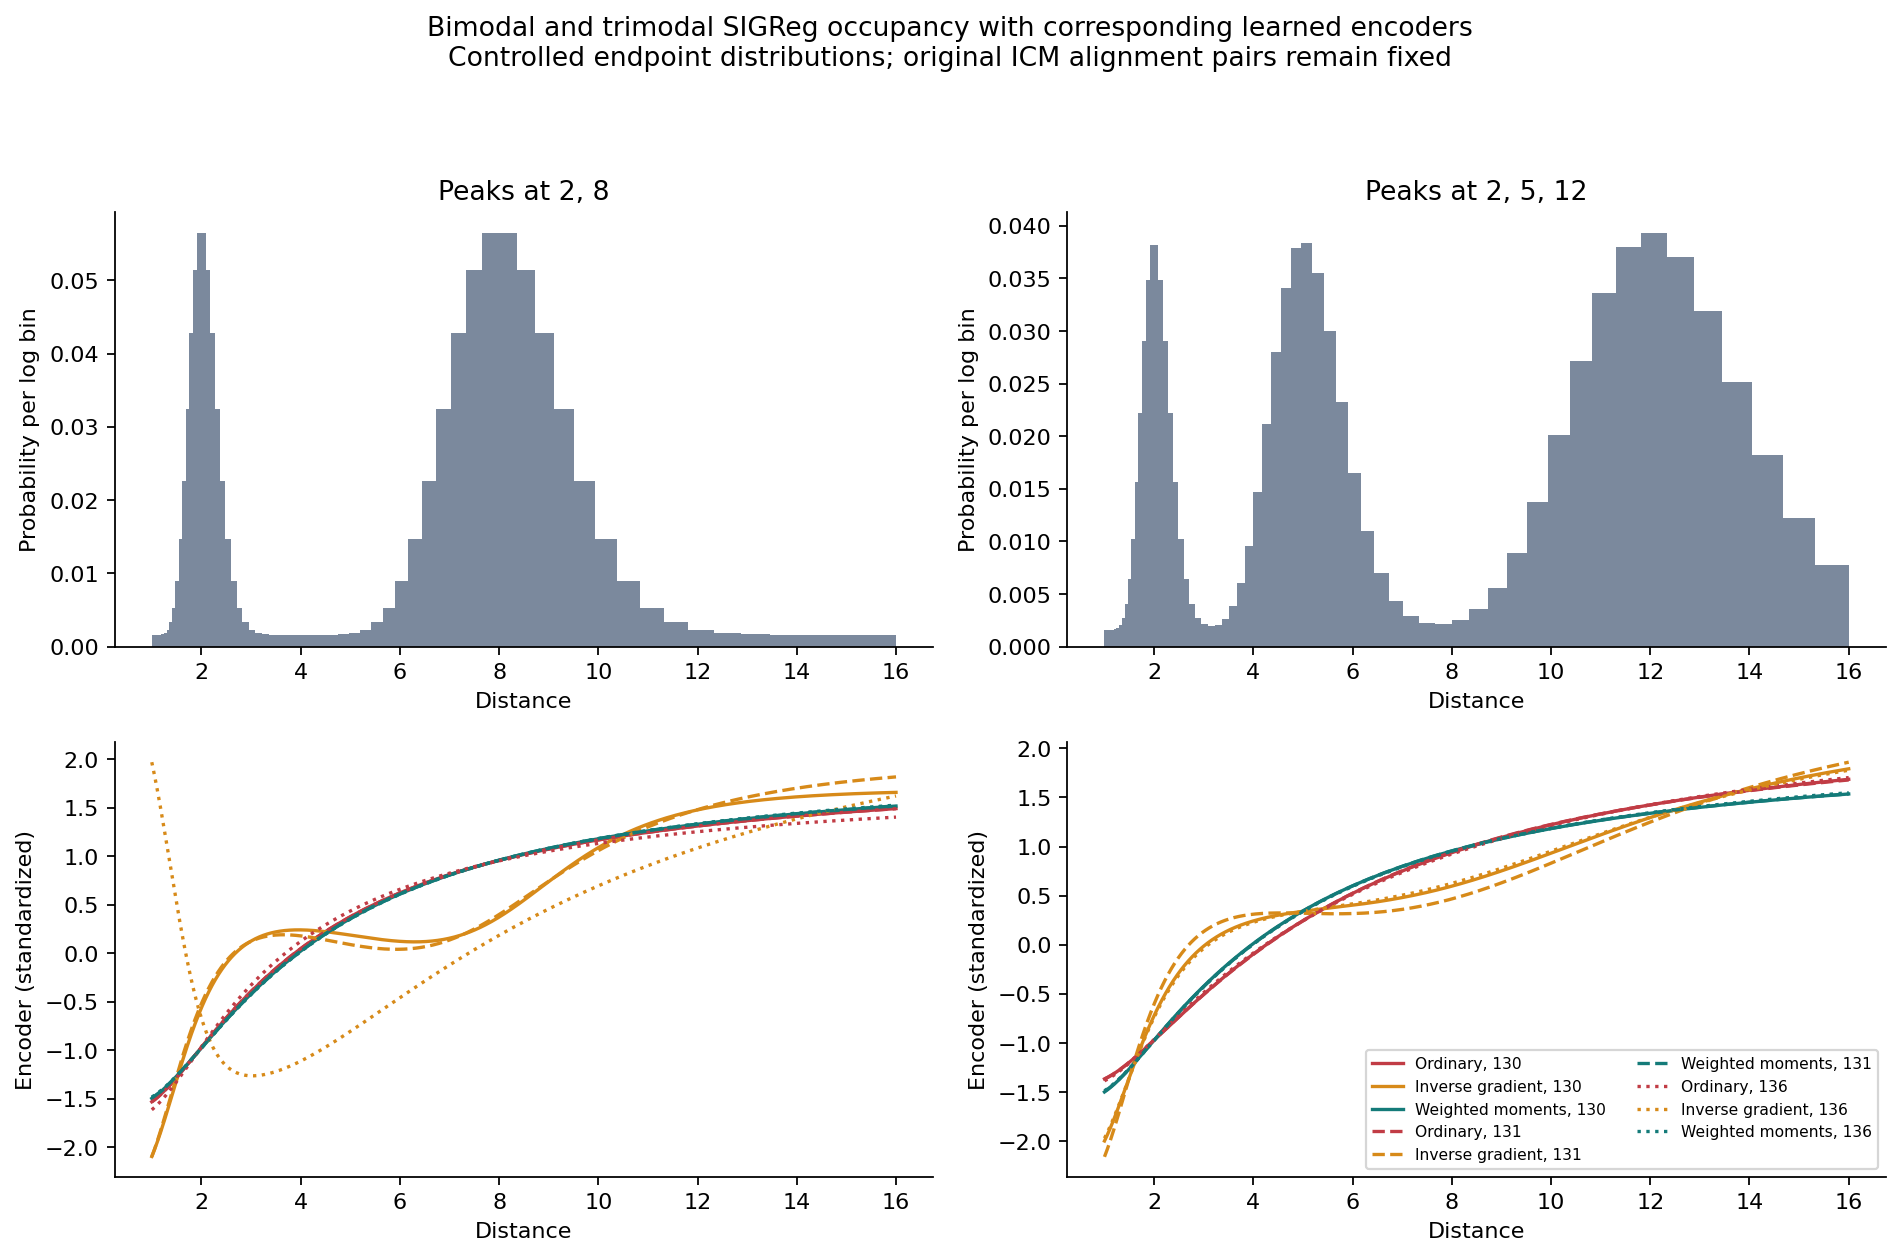 Bimodal and trimodal SIGReg occupancy with corresponding learned encoders
Controlled endpoint distributions; original ICM alignment pairs remain fixed
Peaks at 2, 8
Probability per log bin
0.05
0.04
0.03
0.02
0.01
0.00
2 4 6 8 10 12 14 16
Distance
Peaks at 2, 5, 12
Probability per log bin
0.040
0.035
0.030
0.025
0.020
0.015
0.010
0.005
0.000
2 4 6 8 10 12 14 16
Distance
Encoder (standardized)
2.0
1.5
1.0
0.5
0.0
−0.5
−1.0
−1.5
−2.0
2 4 6 8 10 12 14 16
Distance
Encoder (standardized)
2.0
1.5
1.0
0.5
0.0
−0.5
−1.0
−1.5
−2.0
Ordinary, 130
Inverse gradient, 130
Weighted moments, 130
Ordinary, 131
Inverse gradient, 131
Weighted moments, 131
Ordinary, 136
Inverse gradient, 136
Weighted moments, 136
2 4 6 8 10 12 14 16
Distance